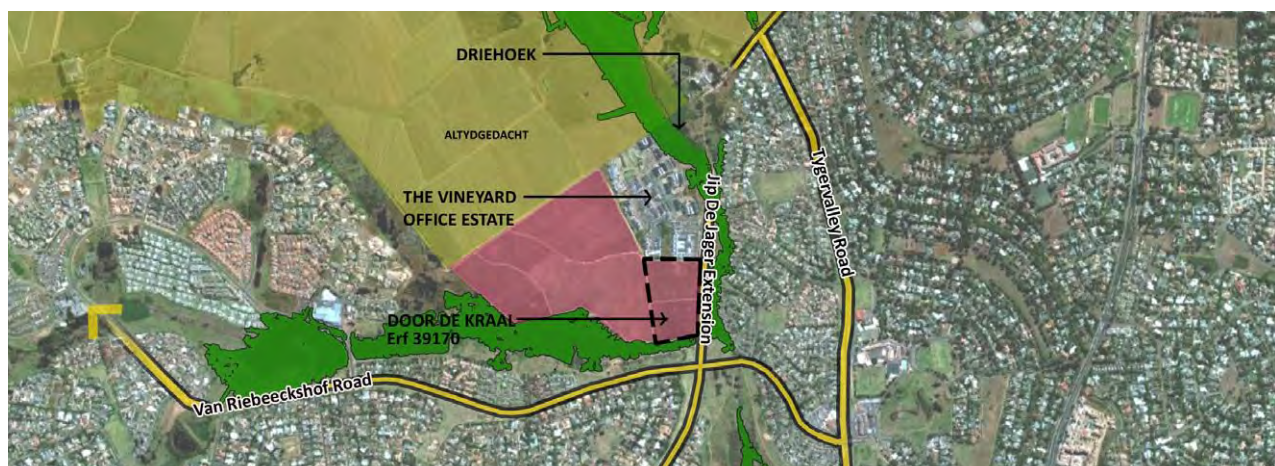 DRIEHOEK
ALTYDGEDACHT
THE VINEYARD
OFFICE ESTATE
Jip De Jager Extension
Tygervalley Road
DOOR DE KRAAL
Erf 39170
Van Riebeeckshof Road